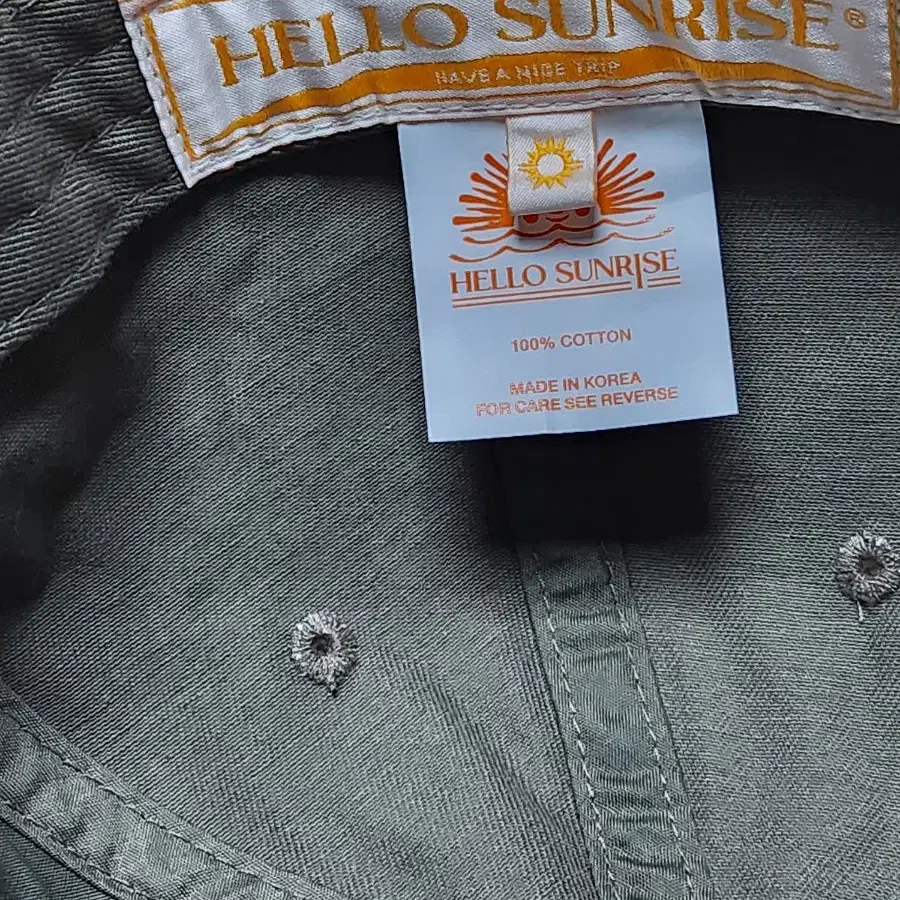 HELLO SUNRISE®
HAVE A NICE TRIP
HELLO SUNRISE
100% COTTON
MADE IN KOREA
FOR CARE SEE REVERSE